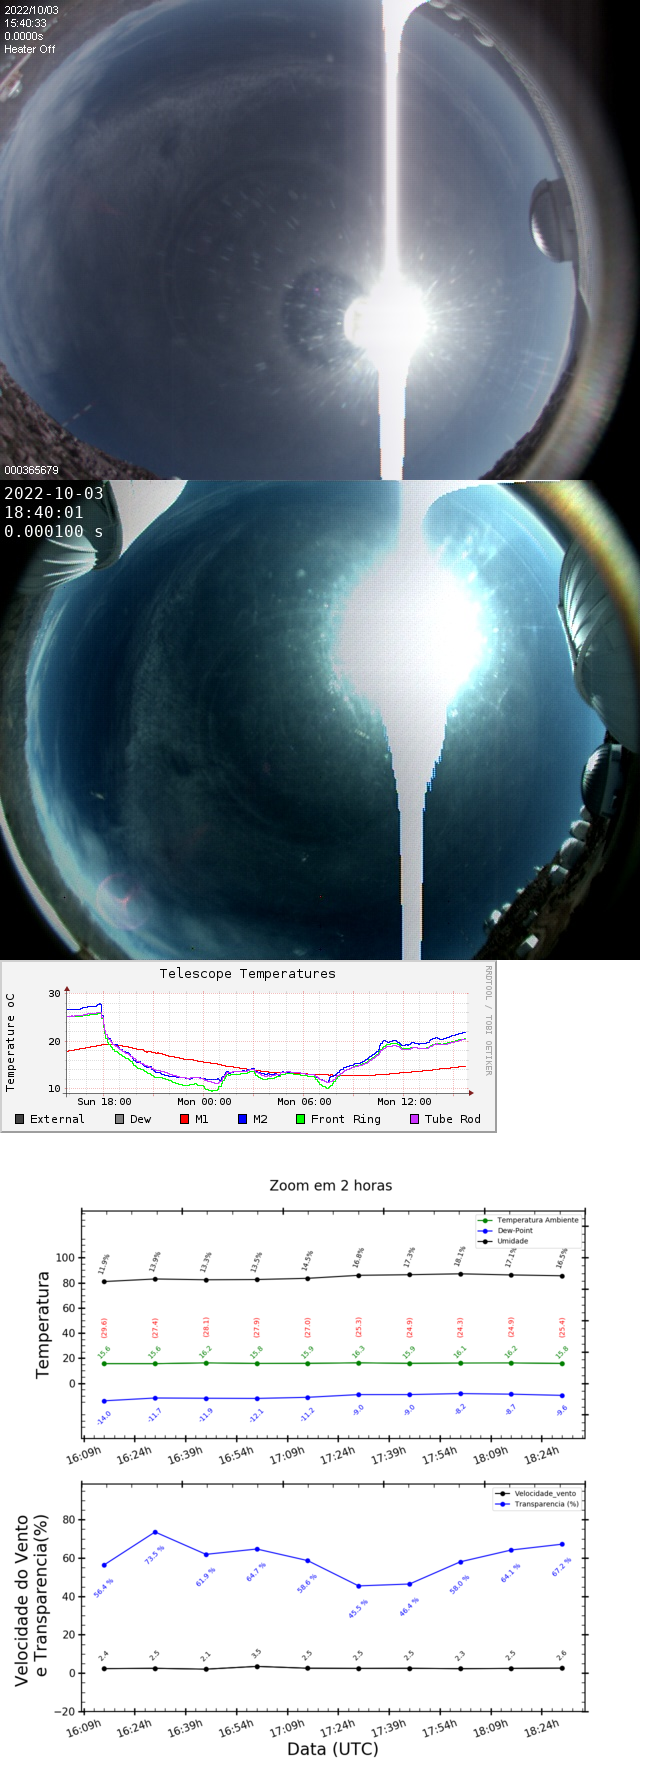 2022/10/03
15:40:33
0.0000s
Heater Off
000365679
2022-10-03
18:40:01
0.000100 s
Telescope Temperatures
RRDTOOL / TOBI OETIKER
Temperature oC
30
20
10
Sun 18:00 Mon 00:00 Mon 06:00 Mon 12:00
External Dew M1 M2 Front Ring Tube Rod
Zoom em 2 horas
Temperatura Ambiente
Dew-Point
Umidade
Temperatura
100
80
60
40
20
0
11.9% 13.9% 13.3% 13.5% 14.5% 16.8% 17.3% 18.1% 17.1% 16.5%
(29.6) (27.4) (28.1) (27.9) (27.0) (25.3) (24.9) (24.3) (24.9) (25.4)
15.6 15.6 16.2 15.8 15.9 16.3 15.9 16.1 16.2 15.8
-14.0 -11.7 -11.9 -12.1 -11.2 -9.0 -9.0 -8.2 -8.7 -9.6
16:09h 16:24h 16:39h 16:54h 17:09h 17:24h 17:39h 17:54h 18:09h 18:24h
Velocidade_vento
Transparencia (%)
Velocidade do Vento
e Transparencia(%)
80
60
40
20
0
−20
56.4 % 73.5 % 61.9 % 64.7 % 58.6 % 45.5 % 46.4 % 58.0 % 64.1 % 67.2 %
2.4 2.5 2.1 3.5 2.5 2.5 2.5 2.3 2.5 2.6
16:09h 16:24h 16:39h 16:54h 17:09h 17:24h 17:39h 17:54h 18:09h 18:24h
Data (UTC)